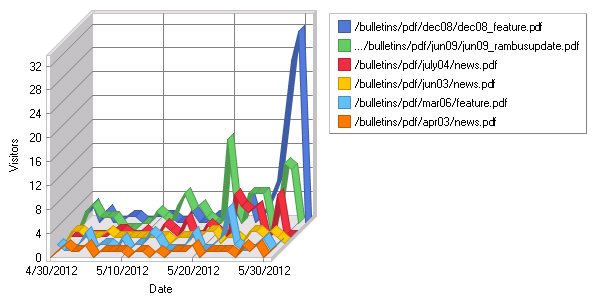 /bulletins/pdf/dec08/dec08_feature.pdf
.../bulletins/pdf/jun09/jun09_rambusupdate.pdf
/bulletins/pdf/july04/news.pdf
/bulletins/pdf/jun03/news.pdf
/bulletins/pdf/mar06/feature.pdf
/bulletins/pdf/apr03/news.pdf
32
28
24
20
16
12
8
4
0
Visitors
4/30/2012 5/10/2012 5/20/2012 5/30/2012
Date